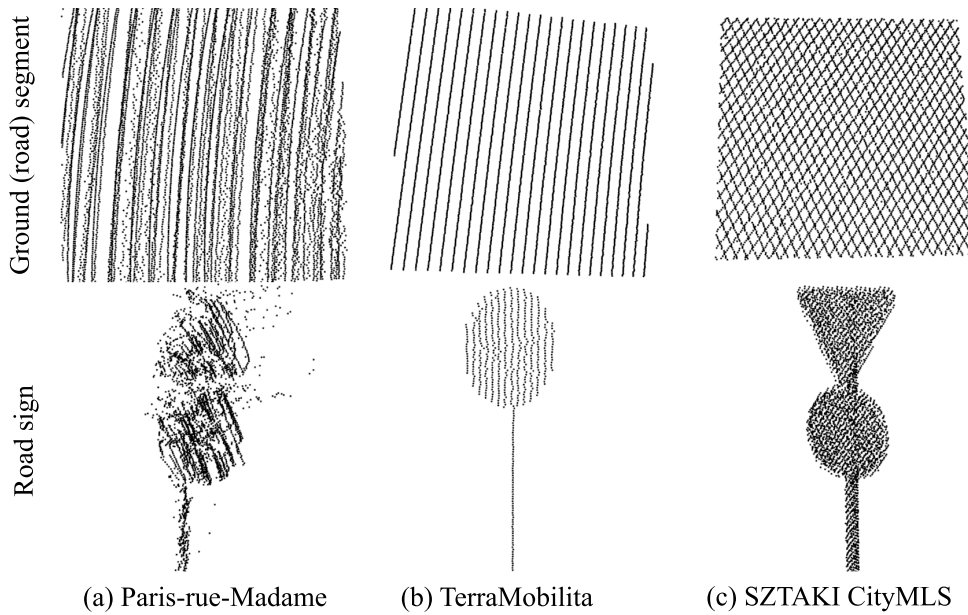 Ground (road) segment
Road sign
(a) Paris-rue-Madame
(b) TerraMobilita
(c) SZTAKI CityMLS